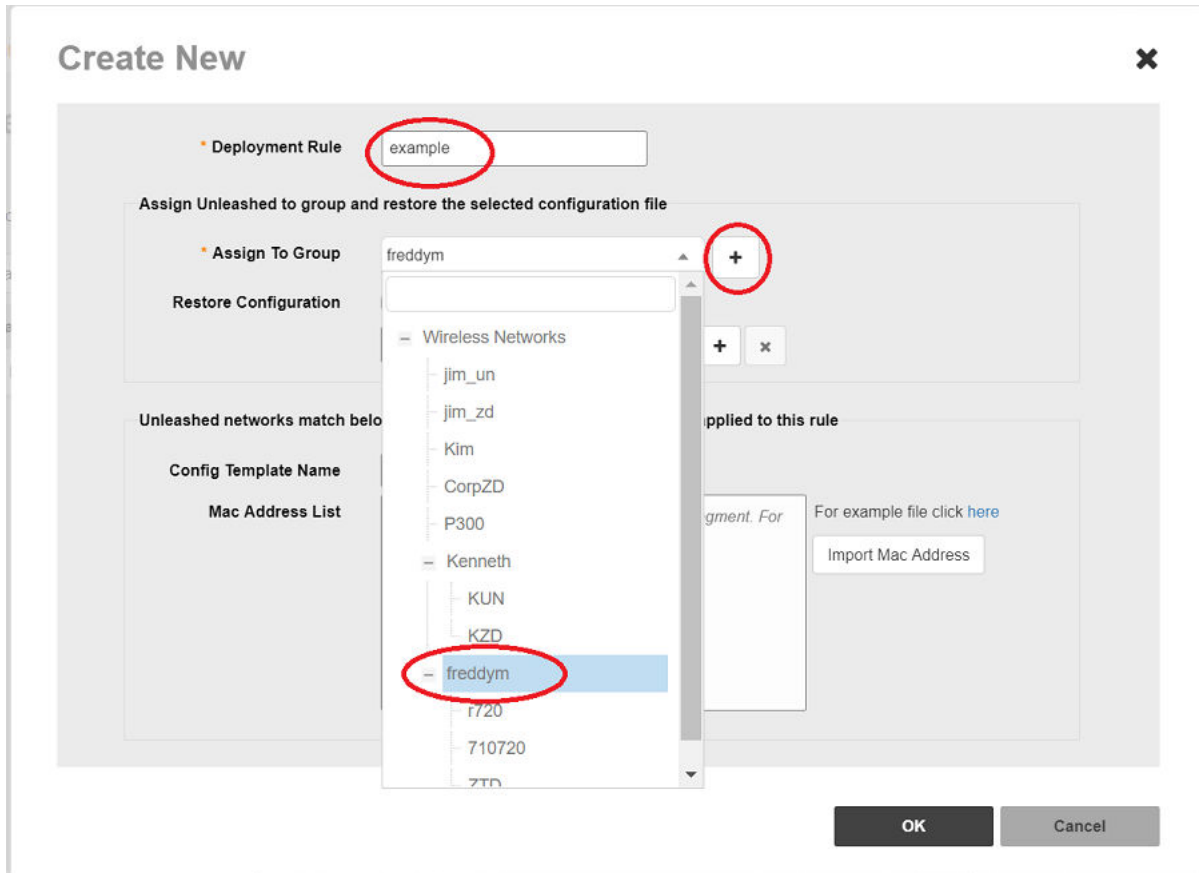 Create New
* Deployment Rule example
Assign Unleashed to group and restore the selected configuration file
* Assign To Group freddym +
Restore Configuration
Wireless Networks
jim_un
jim_zd
Kim
CorpZD
P300
Kenneth
KUN
KZD
freddym
r720
710720
ZTD
Unleashed networks match belo
pplied to this rule
Config Template Name
Mac Address List
gment. For
For example file click here
Import Mac Address
OK
Cancel